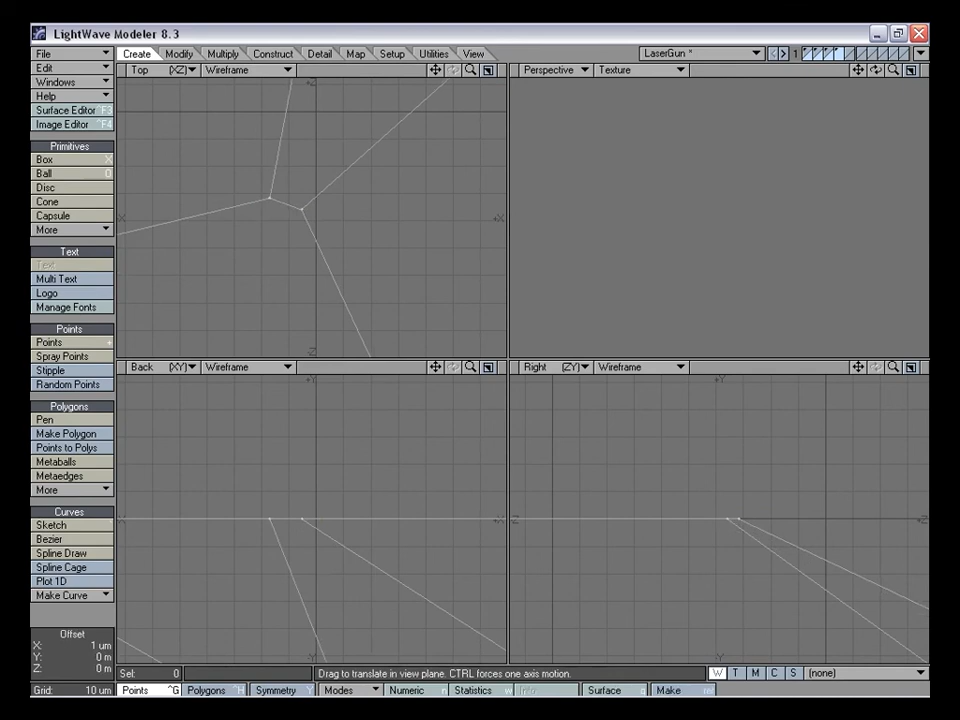 LightWave Modeler 8.3
File Create Modify Multiply Construct Detail Map Setup Utilities View LaserGun * 1
Edit Top (XZ) Wireframe Perspective Texture
Windows
Help
Surface Editor F3
Image Editor ^F4
Primitives
Box X
Ball O
Disc
Cone
Capsule
More
Text
Text
Multi Text
Logo
Manage Fonts
Points
Points +
Spray Points
Stipple
Back (XY) Wireframe Right (ZY) Wireframe
Random Points
Polygons
Pen
Make Polygon
Points to Polys
Metaballs
Metaedges
More
Curves
Sketch
Bezier
Spline Draw
Spline Cage
Plot 1D
Make Curve
Offset
X: 1 um
Y: 0 m
Z: 0 m
Sel: 0 Drag to translate in view plane. CTRL forces one axis motion. W T M C S (none)
Grid: 10 um Points ^G Polygons ^H Symmetry Y Modes Numeric n Statistics w Info Surface q Make